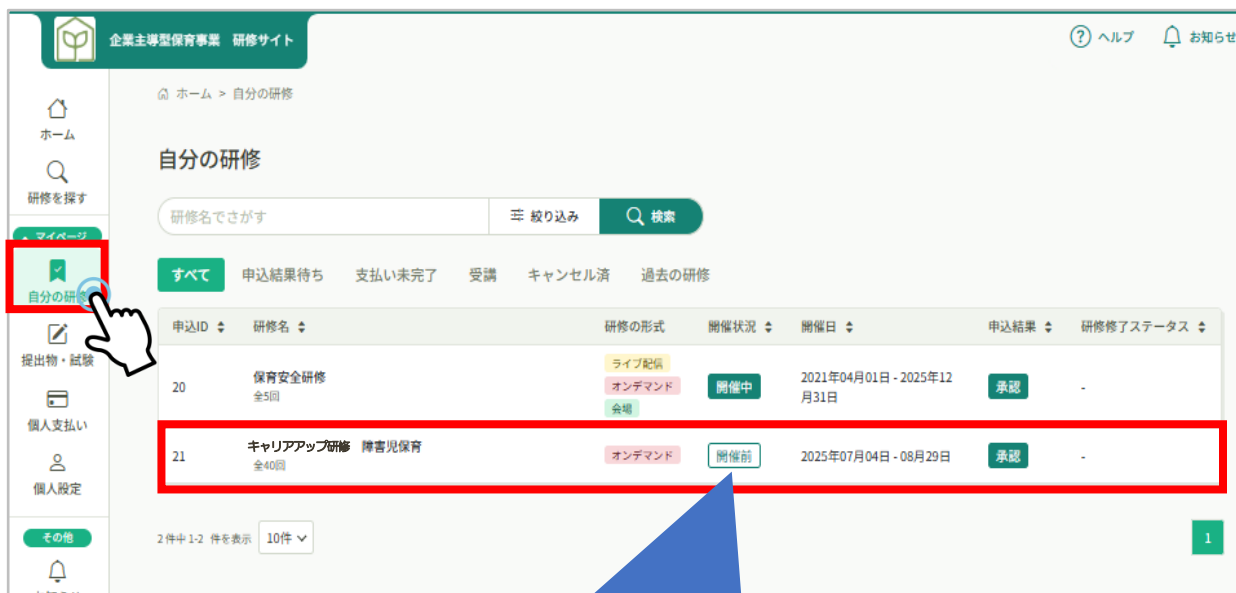 企業主導型保育事業 研修サイト
ヘルプ
お知らせ
ホーム > 自分の研修
ホーム
自分の研修
研修を探す
研修名でさがす
絞り込み
検索
マイページ
自分の研修
すべて 申込結果待ち 支払い未完了 受講 キャンセル済 過去の研修
申込ID 研修名 研修の形式 開催状況 開催日 申込結果 研修修了ステータス
提出物・試験
20 保育安全研修 全5回 ライブ配信 オンデマンド 会場 開催中 2021年04月01日 - 2025年12
月31日 承認 -
個人支払い
21 キャリアアップ研修 障害児保育 全40回 オンデマンド 開催前 2025年07月04日 - 08月29日 承認 -
個人設定
その他
2件中 1-2 件を表示 10件
1